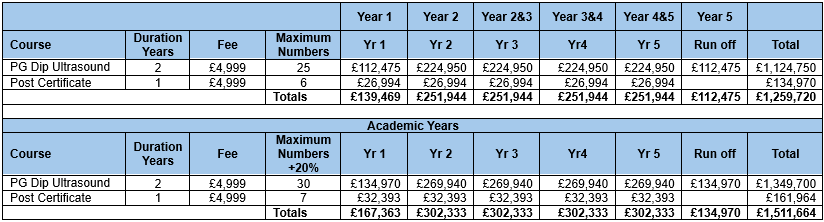 Year 1 Year 2 Year 2&3 Year 3&4 Year 4&5 Year 5
Course Duration Years Fee Maximum Numbers Yr 1 Yr 2 Yr 3 Yr4 Yr 5 Run off Total
PG Dip Ultrasound 2 £4,999 25 £112,475 £224,950 £224,950 £224,950 £224,950 £112,475 £1,124,750
Post Certificate 1 £4,999 6 £26,994 £26,994 £26,994 £26,994 £26,994 £134,970
Totals £139,469 £251,944 £251,944 £251,944 £251,944 £112,475 £1,259,720
Academic Years
Course Duration Years Fee Maximum Numbers +20% Yr 1 Yr 2 Yr 3 Yr4 Yr 5 Run off Total
PG Dip Ultrasound 2 £4,999 30 £134,970 £269,940 £269,940 £269,940 £269,940 £134,970 £1,349,700
Post Certificate 1 £4,999 7 £32,393 £32,393 £32,393 £32,393 £32,393 £161,964
Totals £167,363 £302,333 £302,333 £302,333 £302,333 £134,970 £1,511,664